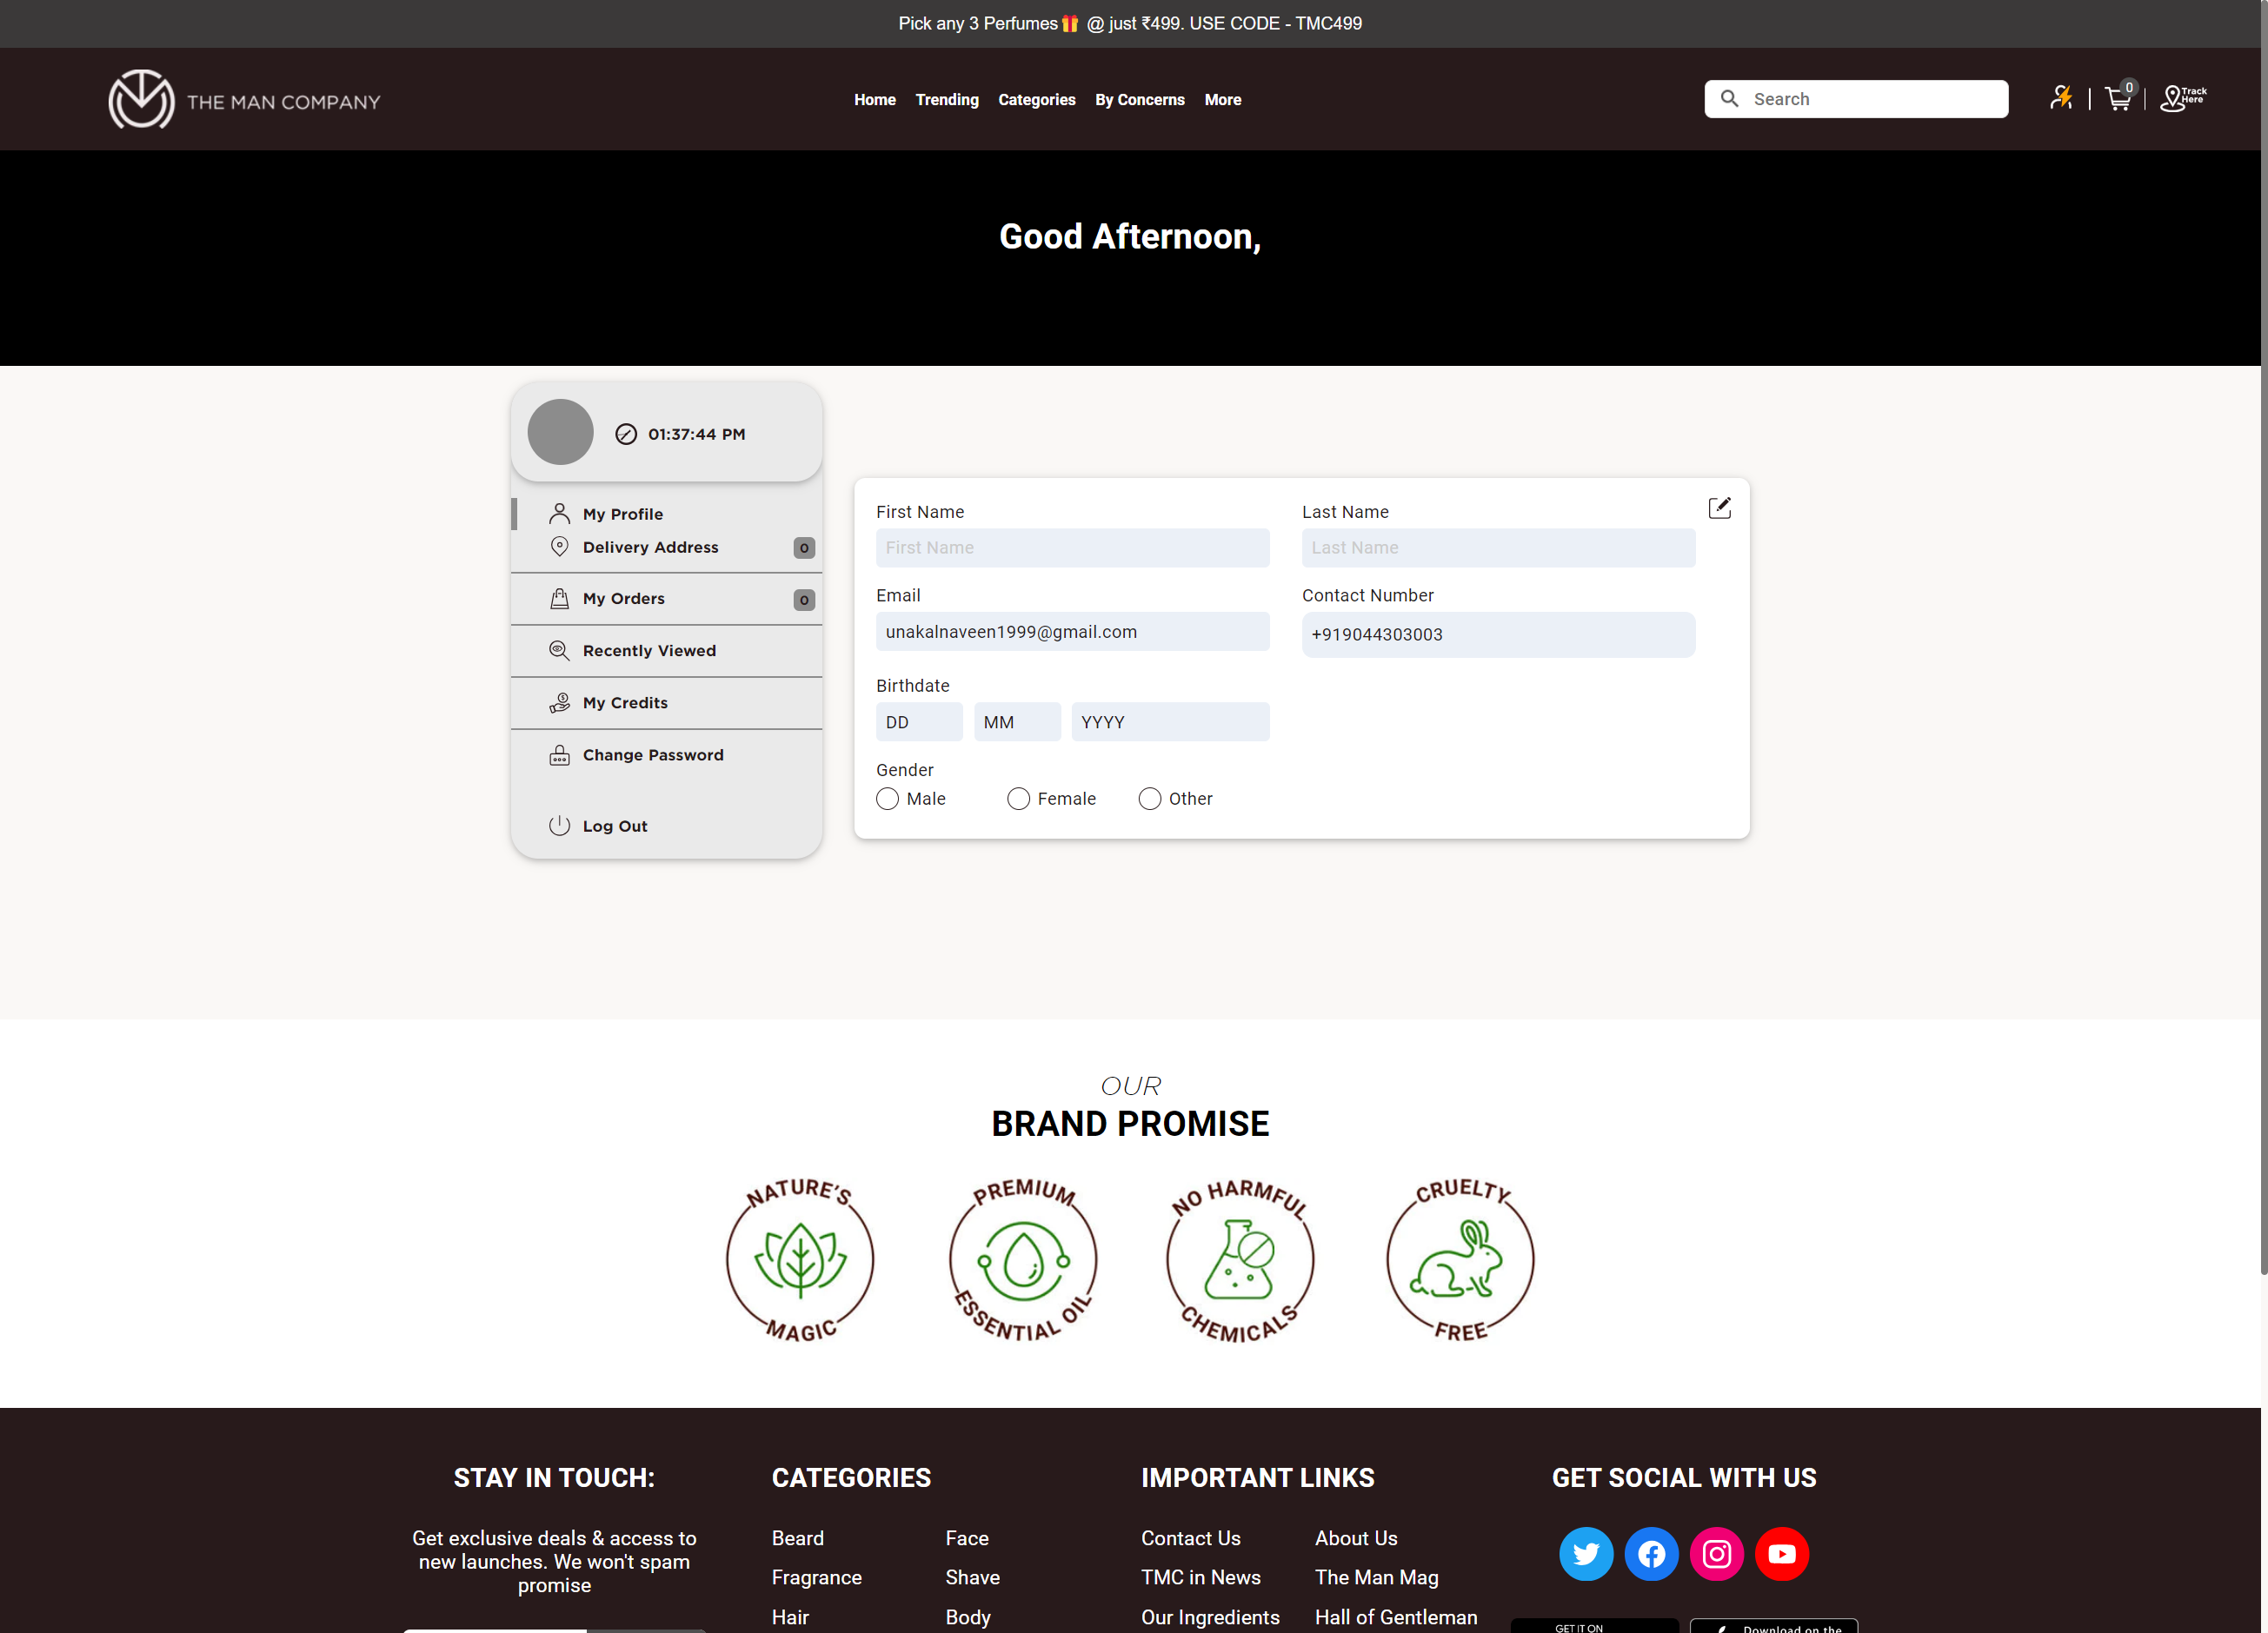 Pick any 3 Perfumes🎁 @ just ₹499. USE CODE - TMC499
THE MAN COMPANY
Home Trending Categories By Concerns More
Search
0
Track Here
Good Afternoon,
01:37:44 PM
My Profile
Delivery Address 0
My Orders 0
Recently Viewed
My Credits
Change Password
Log Out
First Name Last Name
First Name Last Name
Email Contact Number
unakalnaveen1999@gmail.com +919044303003
Birthdate
DD MM YYYY
Gender
Male Female Other
OUR
BRAND PROMISE
NATURE'S MAGIC
PREMIUM ESSENTIAL OIL
NO HARMFUL CHEMICALS
CRUELTY FREE
STAY IN TOUCH:
Get exclusive deals & access to
new launches. We won't spam
promise
CATEGORIES
Beard Face
Fragrance Shave
Hair Body
IMPORTANT LINKS
Contact Us About Us
TMC in News The Man Mag
Our Ingredients Hall of Gentleman
GET SOCIAL WITH US
GET IT ON
Download on the